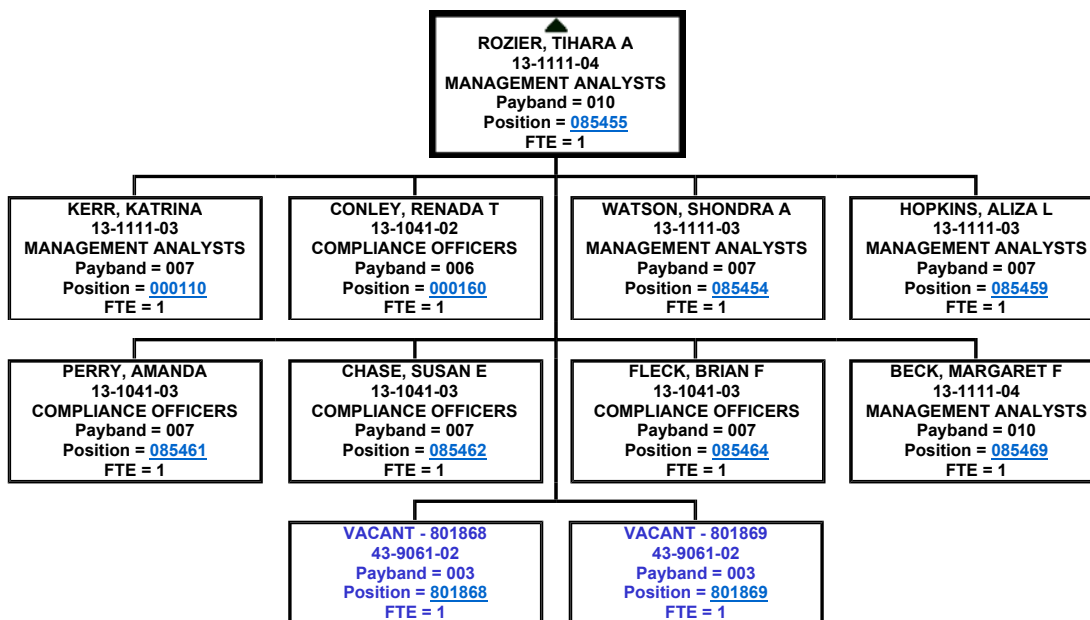 ROZIER, TIHARA A
13-1111-04
MANAGEMENT ANALYSTS
Payband = 010
Position = 085455
FTE = 1
KERR, KATRINA
13-1111-03
MANAGEMENT ANALYSTS
Payband = 007
Position = 000110
FTE = 1
CONLEY, RENADA T
13-1041-02
COMPLIANCE OFFICERS
Payband = 006
Position = 000160
FTE = 1
WATSON, SHONDRA A
13-1111-03
MANAGEMENT ANALYSTS
Payband = 007
Position = 085454
FTE = 1
HOPKINS, ALIZA L
13-1111-03
MANAGEMENT ANALYSTS
Payband = 007
Position = 085459
FTE = 1
PERRY, AMANDA
13-1041-03
COMPLIANCE OFFICERS
Payband = 007
Position = 085461
FTE = 1
CHASE, SUSAN E
13-1041-03
COMPLIANCE OFFICERS
Payband = 007
Position = 085462
FTE = 1
FLECK, BRIAN F
13-1041-03
COMPLIANCE OFFICERS
Payband = 007
Position = 085464
FTE = 1
BECK, MARGARET F
13-1111-04
MANAGEMENT ANALYSTS
Payband = 010
Position = 085469
FTE = 1
VACANT - 801868
43-9061-02
Payband = 003
Position = 801868
FTE = 1
VACANT - 801869
43-9061-02
Payband = 003
Position = 801869
FTE = 1